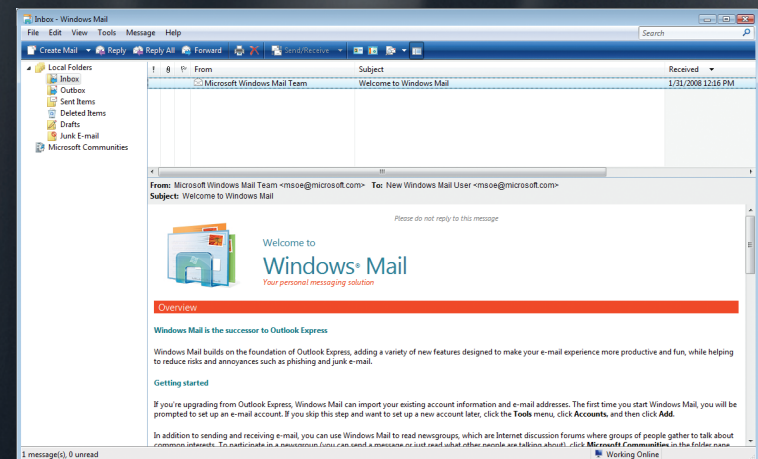 Inbox - Windows Mail
File Edit View Tools Message Help
Search
Create Mail Reply Reply All Forward Send/Receive
Local Folders
Inbox
Outbox
Sent Items
Deleted Items
Drafts
Junk E-mail
Microsoft Communities
! From Subject Received
Microsoft Windows Mail Team Welcome to Windows Mail 1/31/2008 12:16 PM
From: Microsoft Windows Mail Team <msoe@microsoft.com> To: New Windows Mail User <msoe@microsoft.com>
Subject: Welcome to Windows Mail
Please do not reply to this message
Welcome to
Windows® Mail
Your personal messaging solution
Overview
Windows Mail is the successor to Outlook Express
Windows Mail builds on the foundation of Outlook Express, adding a variety of new features designed to make your e-mail experience more productive and fun, while helping
to reduce risks and annoyances such as phishing and junk e-mail.
Getting started
If you're upgrading from Outlook Express, Windows Mail can import your existing account information and e-mail addresses. The first time you start Windows Mail, you will be
prompted to set up an e-mail account. If you skip this step and want to set up a new account later, click the Tools menu, click Accounts, and then click Add.
In addition to sending and receiving e-mail, you can use Windows Mail to read newsgroups, which are Internet discussion forums where groups of people gather to talk about
common interests. To participate in a newsgroup (you can send a message or just read what other people are talking about), click Microsoft Communities in the folder pane
1 message(s), 0 unread
Working Online